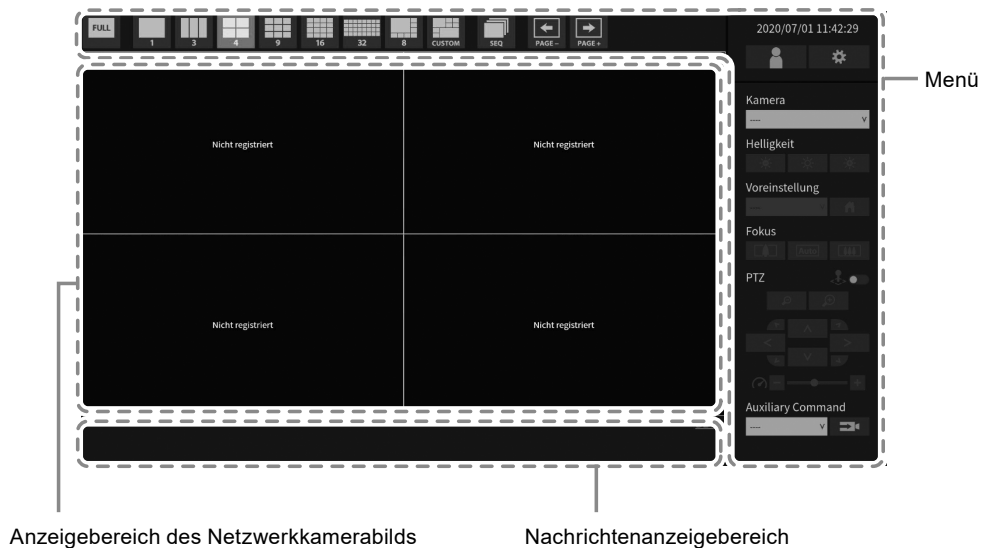 FULL
1 3 4 9 16 32 8 CUSTOM SEQ PAGE− PAGE+
2020/07/01 11:42:29
Menü
Kamera
----
Helligkeit
Voreinstellung
----
Fokus
Auto
PTZ
Auxiliary Command
----
Nicht registriert
Nicht registriert
Nicht registriert
Nicht registriert
Anzeigebereich des Netzwerkkamerabilds
Nachrichtenanzeigebereich